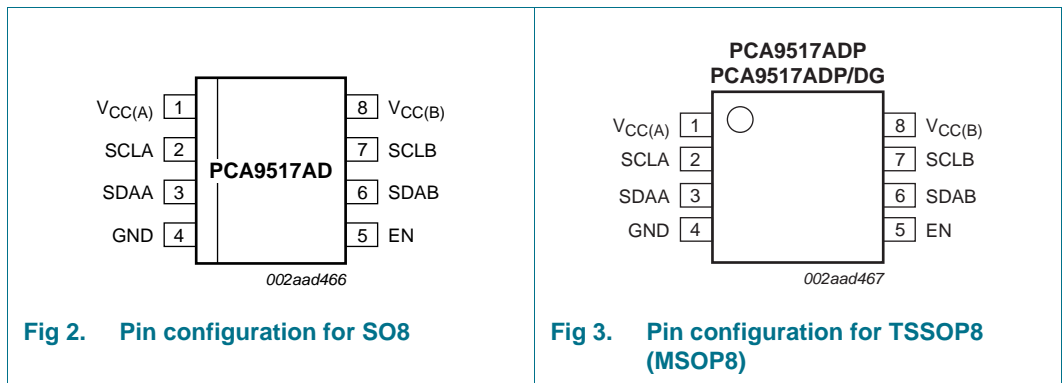 VCC(A) 1
SCLA 2
SDAA 3
GND 4
PCA9517AD
8 VCC(B)
7 SCLB
6 SDAB
5 EN
002aad466
Fig 2. Pin configuration for SO8
PCA9517ADP
PCA9517ADP/DG
VCC(A) 1
SCLA 2
SDAA 3
GND 4
8 VCC(B)
7 SCLB
6 SDAB
5 EN
002aad467
Fig 3. Pin configuration for TSSOP8
(MSOP8)